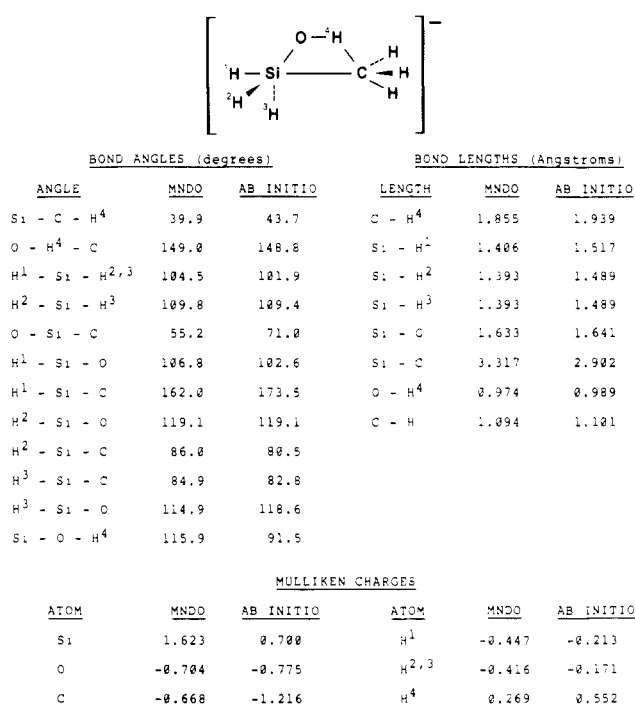 O – ⁴H
H
¹H – Si
C
H
²H
³H
H
BOND ANGLES (degrees) BOND LENGTHS (Angstroms)
ANGLE MNDO AB INITIO LENGTH MNDO AB INITIO
Si - C - H⁴ 39.9 43.7 C - H⁴ 1.855 1.939
O - H⁴ - C 149.0 148.8 Si - H¹ 1.406 1.517
H¹ - Si - H²,³ 104.5 101.9 Si - H² 1.393 1.489
H² - Si - H³ 109.8 109.4 Si - H³ 1.393 1.489
O - Si - C 55.2 71.0 Si - O 1.633 1.641
H¹ - Si - O 106.8 102.6 Si - C 3.317 2.902
H¹ - Si - C 162.0 173.5 O - H⁴ 0.974 0.989
H² - Si - O 119.1 119.1 C - H 1.094 1.101
H² - Si - C 86.0 80.5
H³ - Si - C 84.9 82.8
H³ - Si - O 114.9 118.6
Si - O - H⁴ 115.9 91.5
MULLIKEN CHARGES
ATOM MNDO AB INITIO ATOM MNDO AB INITIO
Si 1.623 0.700 H¹ -0.447 -0.213
O -0.704 -0.775 H²,³ -0.416 -0.171
C -0.668 -1.216 H⁴ 0.269 0.552